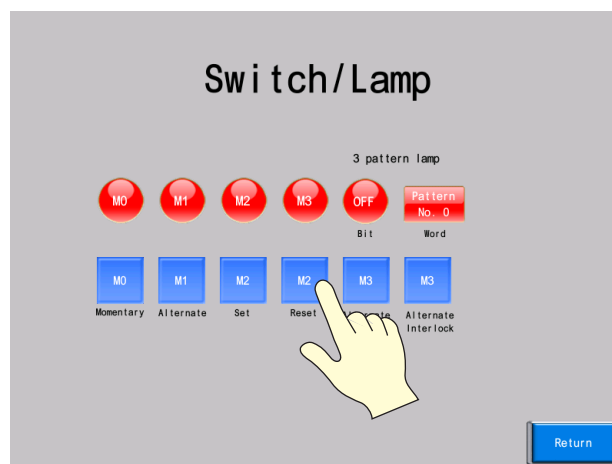 Switch/Lamp
3 pattern lamp
M0 M1 M2 M3 OFF Pattern
No. 0
Bit Word
M0 M1 M2 M2 M3 M3
Momentary Alternate Set Reset Alternate
Interlock
Return